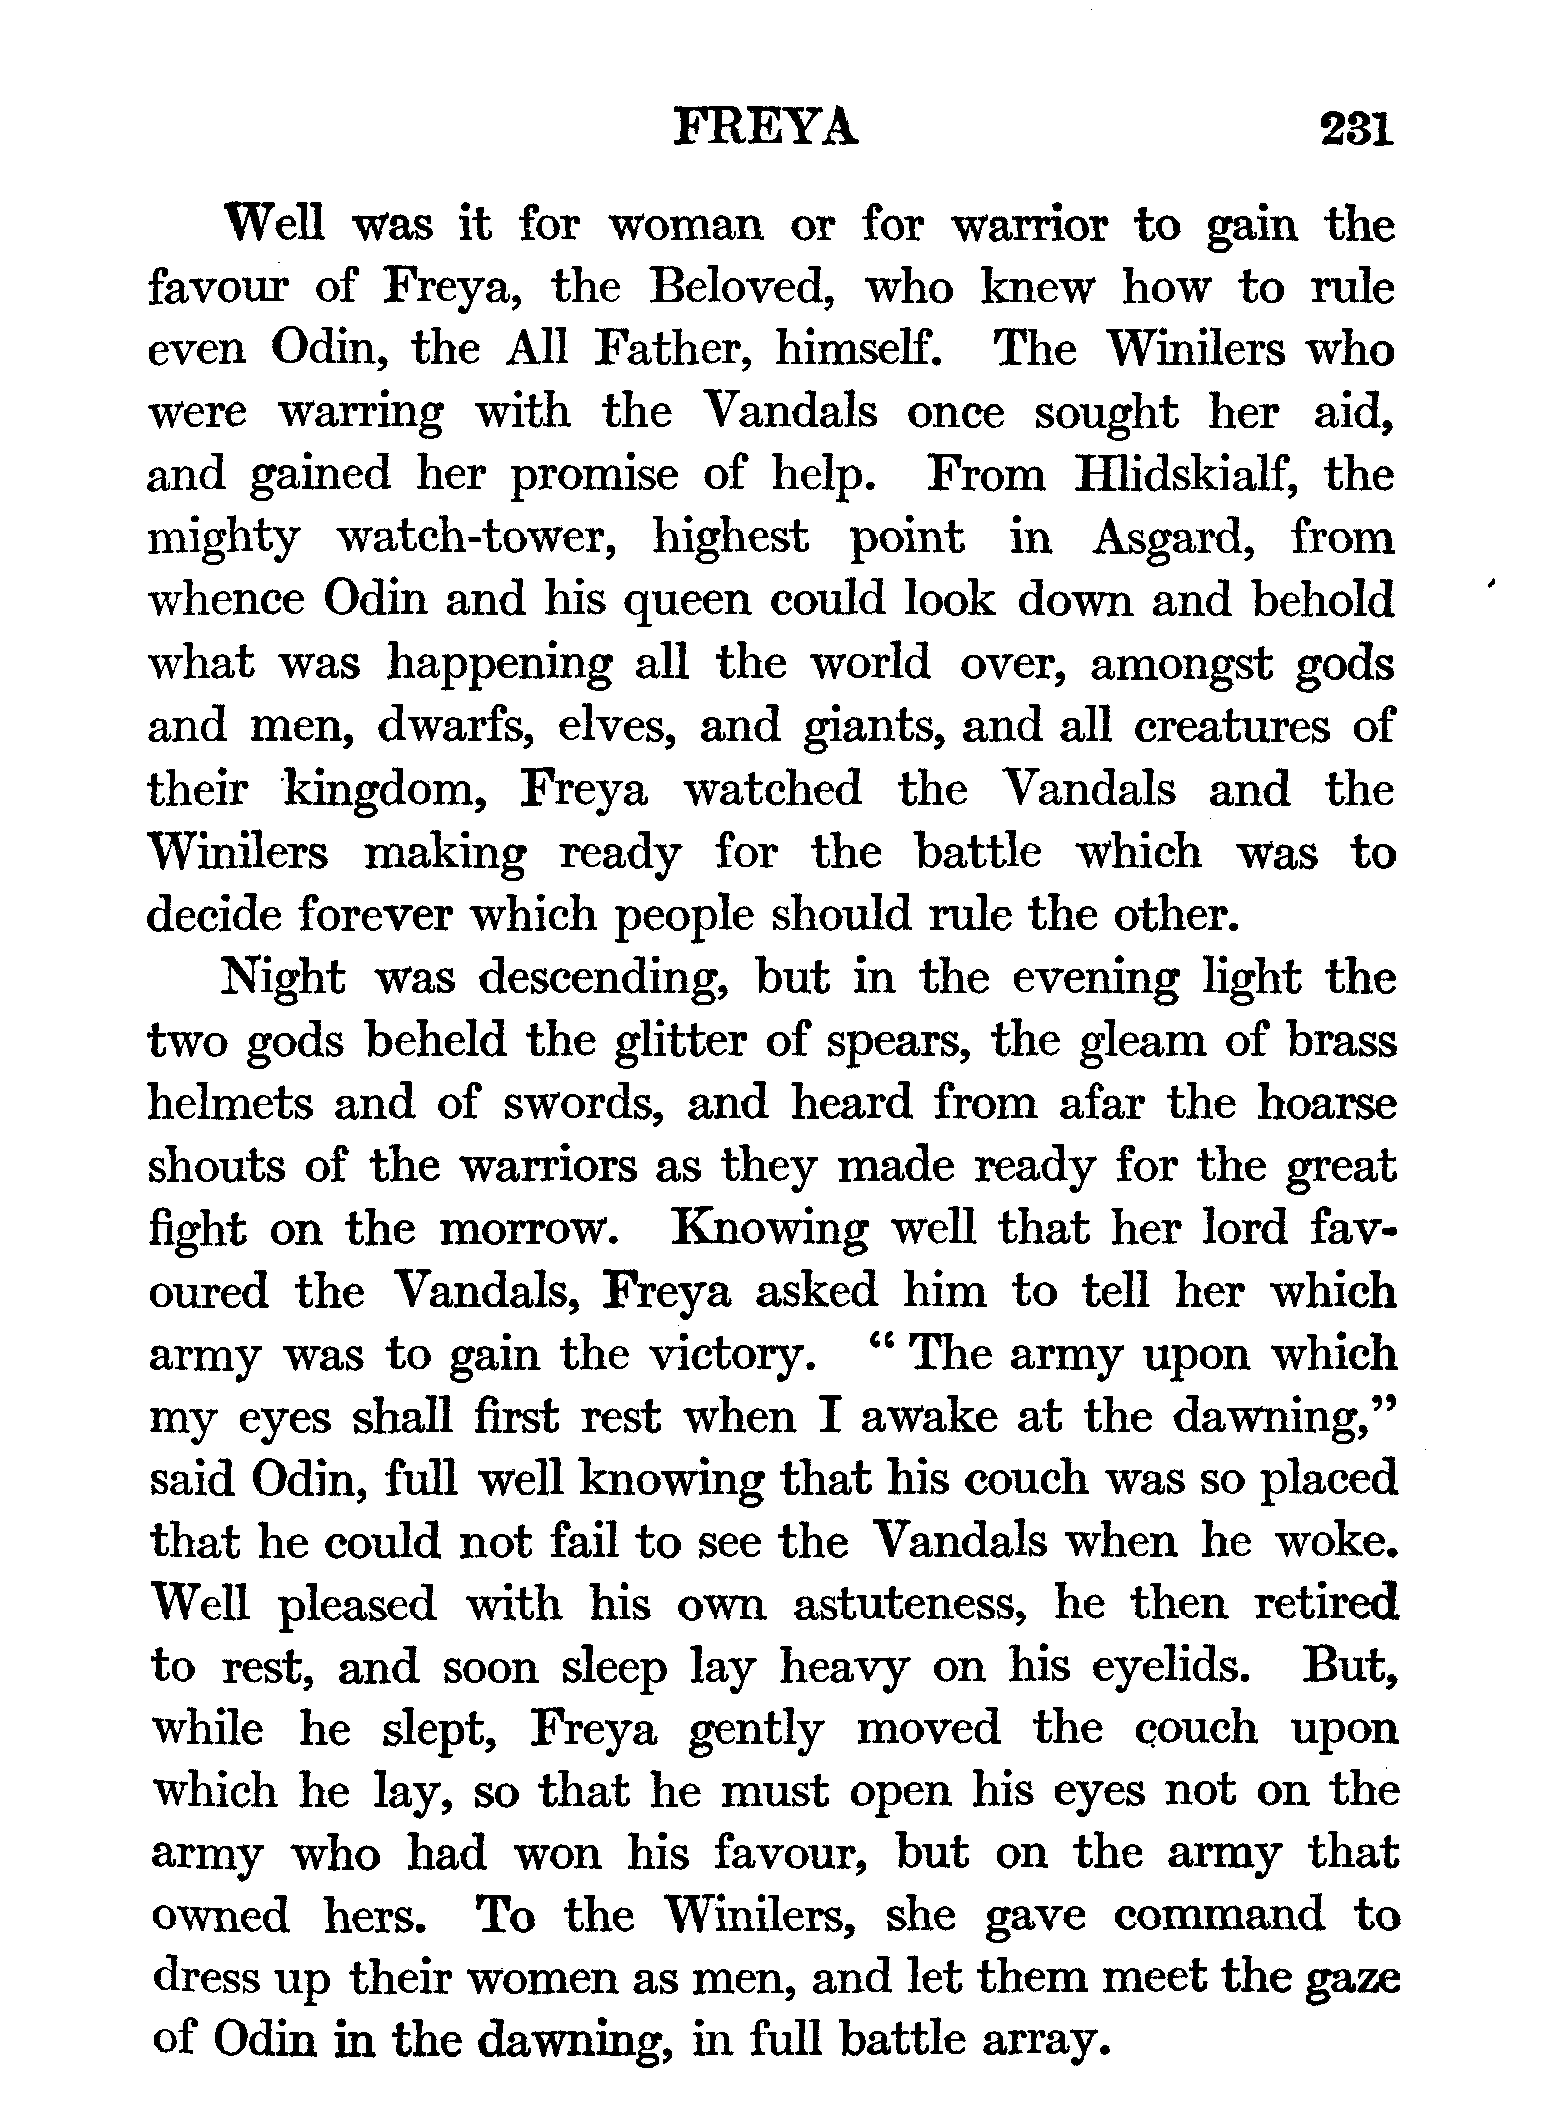 FREYA 231
Well was it for woman or for warrior to gain the
favour of Freya, the Beloved, who knew how to rule
even Odin, the All Father, himself. The Winilers who
were warring with the Vandals once sought her aid,
and gained her promise of help. From Hlidskialf, the
mighty watch-tower, highest point in Asgard, from
whence Odin and his queen could look down and behold
what was happening all the world over, amongst gods
and men, dwarfs, elves, and giants, and all creatures of
their kingdom, Freya watched the Vandals and the
Winilers making ready for the battle which was to
decide forever which people should rule the other.
Night was descending, but in the evening light the
two gods beheld the glitter of spears, the gleam of brass
helmets and of swords, and heard from afar the hoarse
shouts of the warriors as they made ready for the great
fight on the morrow. Knowing well that her lord fav-
oured the Vandals, Freya asked him to tell her which
army was to gain the victory. “ The army upon which
my eyes shall first rest when I awake at the dawning,”
said Odin, full well knowing that his couch was so placed
that he could not fail to see the Vandals when he woke.
Well pleased with his own astuteness, he then retired
to rest, and soon sleep lay heavy on his eyelids. But,
while he slept, Freya gently moved the couch upon
which he lay, so that he must open his eyes not on the
army who had won his favour, but on the army that
owned hers. To the Winilers, she gave command to
dress up their women as men, and let them meet the gaze
of Odin in the dawning, in full battle array.